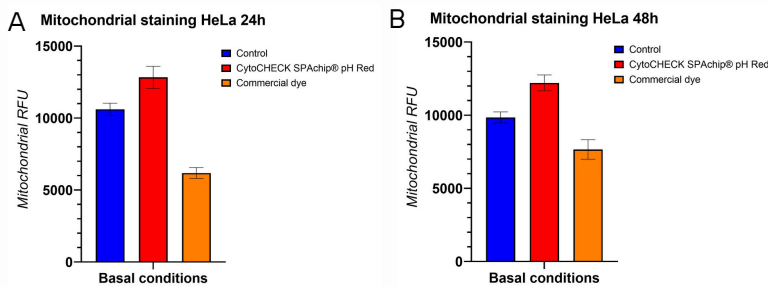 A
Mitochondrial staining HeLa 24h
Mitochondrial RFU
15000
10000
5000
0
Control
CytoCHECK SPAchip® pH Red
Commercial dye
Basal conditions
B
Mitochondrial staining HeLa 48h
Mitochondrial RFU
15000
10000
5000
0
Control
CytoCHECK SPAchip® pH Red
Commercial dye
Basal conditions